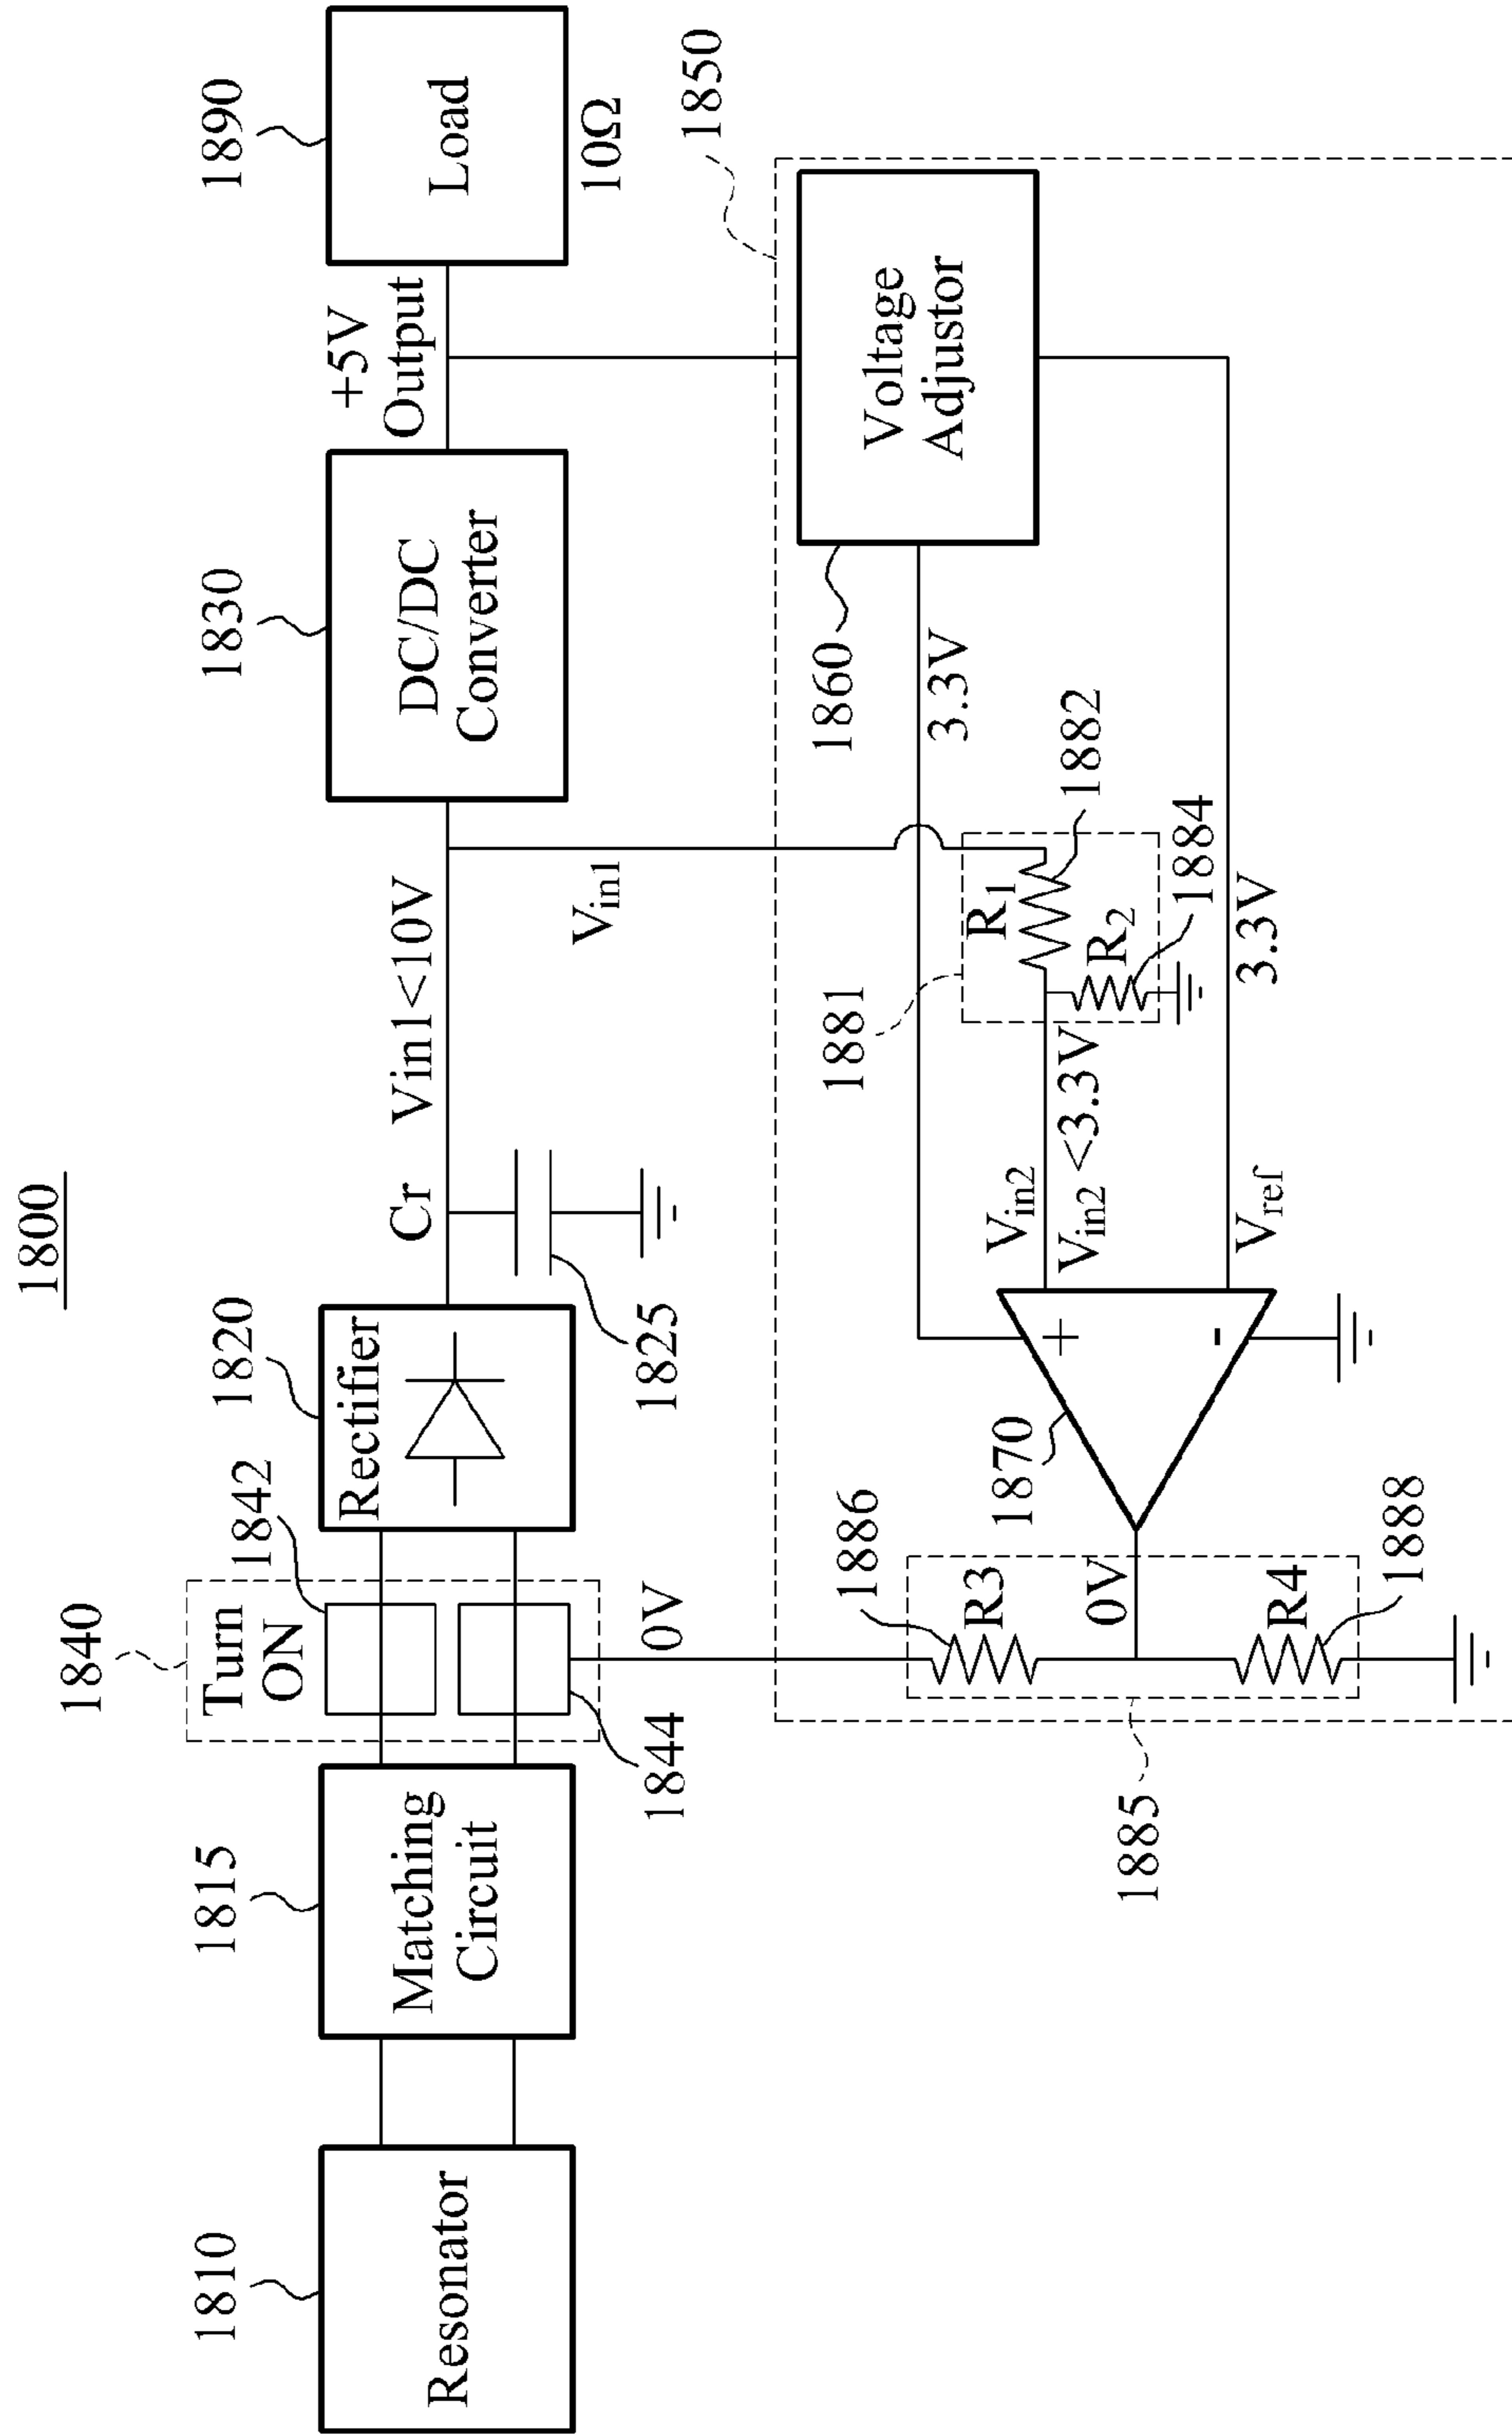 1800
1840
Turn
ON
1810
Resonator
1815
Matching
Circuit
1842
1844
0V
1820
Rectifier
1825
Cr
Vin1<10V
Vin1
1830
DC/DC
Converter
+5V
Output
1890
Load
10Ω
1850
1860
Voltage
Adjustor
3.3V
1881
R1
1882
R2
1884
Vin2
Vin2 <3.3V
3.3V
Vref
1870
+
-
1886
R3
0V
R4
1888
1885